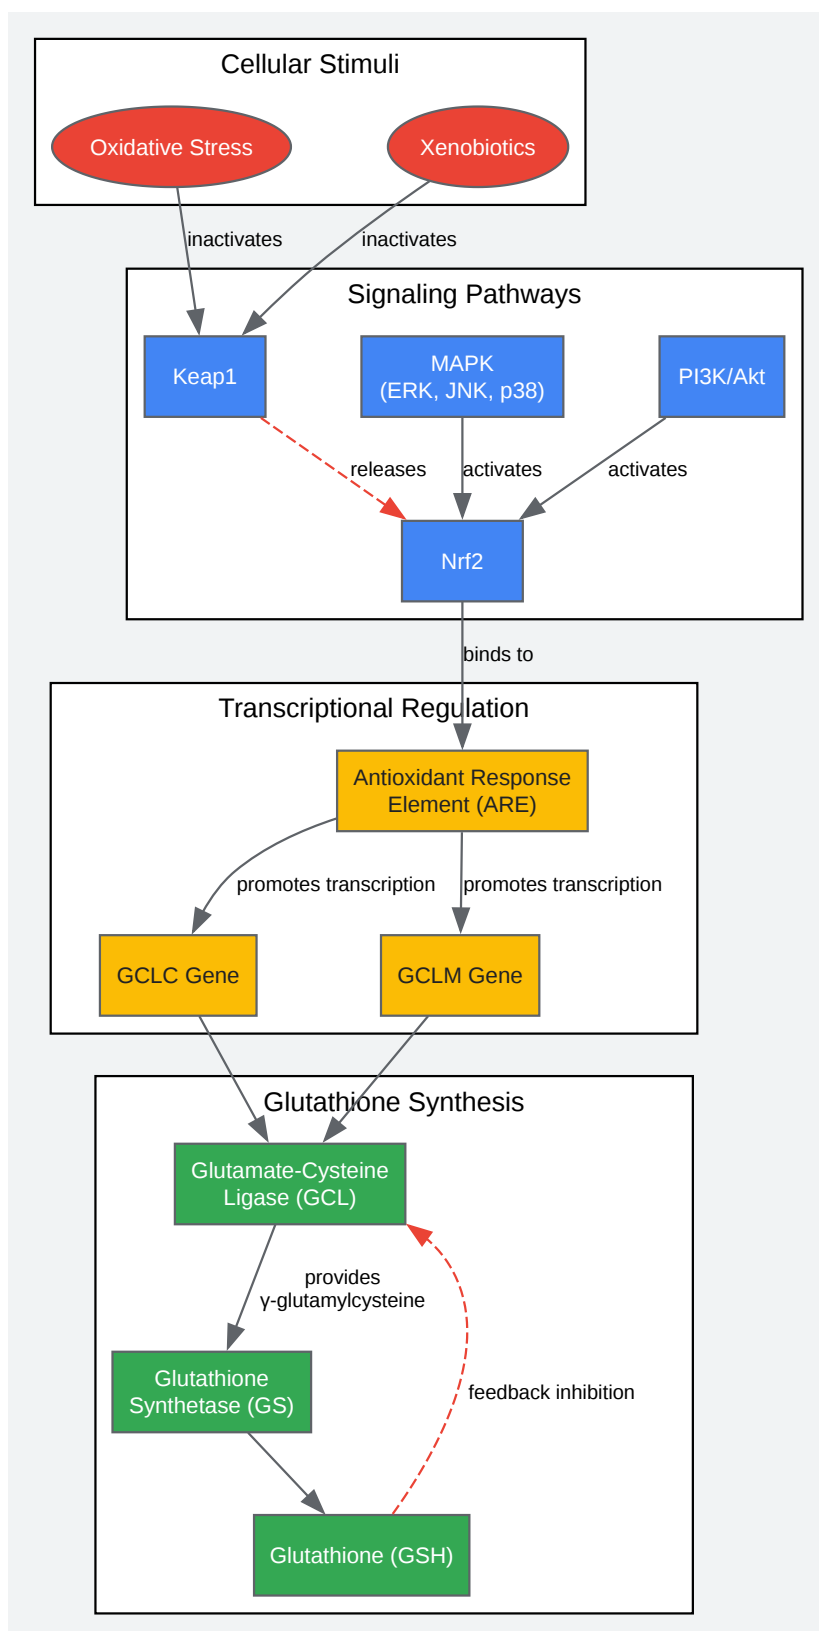 Cellular Stimuli
Oxidative Stress
Xenobiotics
inactivates
inactivates
Signaling Pathways
Keap1
MAPK
(ERK, JNK, p38)
PI3K/Akt
releases
activates
activates
Nrf2
binds to
Transcriptional Regulation
Antioxidant Response
Element (ARE)
promotes transcription
promotes transcription
GCLC Gene
GCLM Gene
Glutathione Synthesis
Glutamate-Cysteine
Ligase (GCL)
provides
γ-glutamylcysteine
Glutathione
Synthetase (GS)
feedback inhibition
Glutathione (GSH)